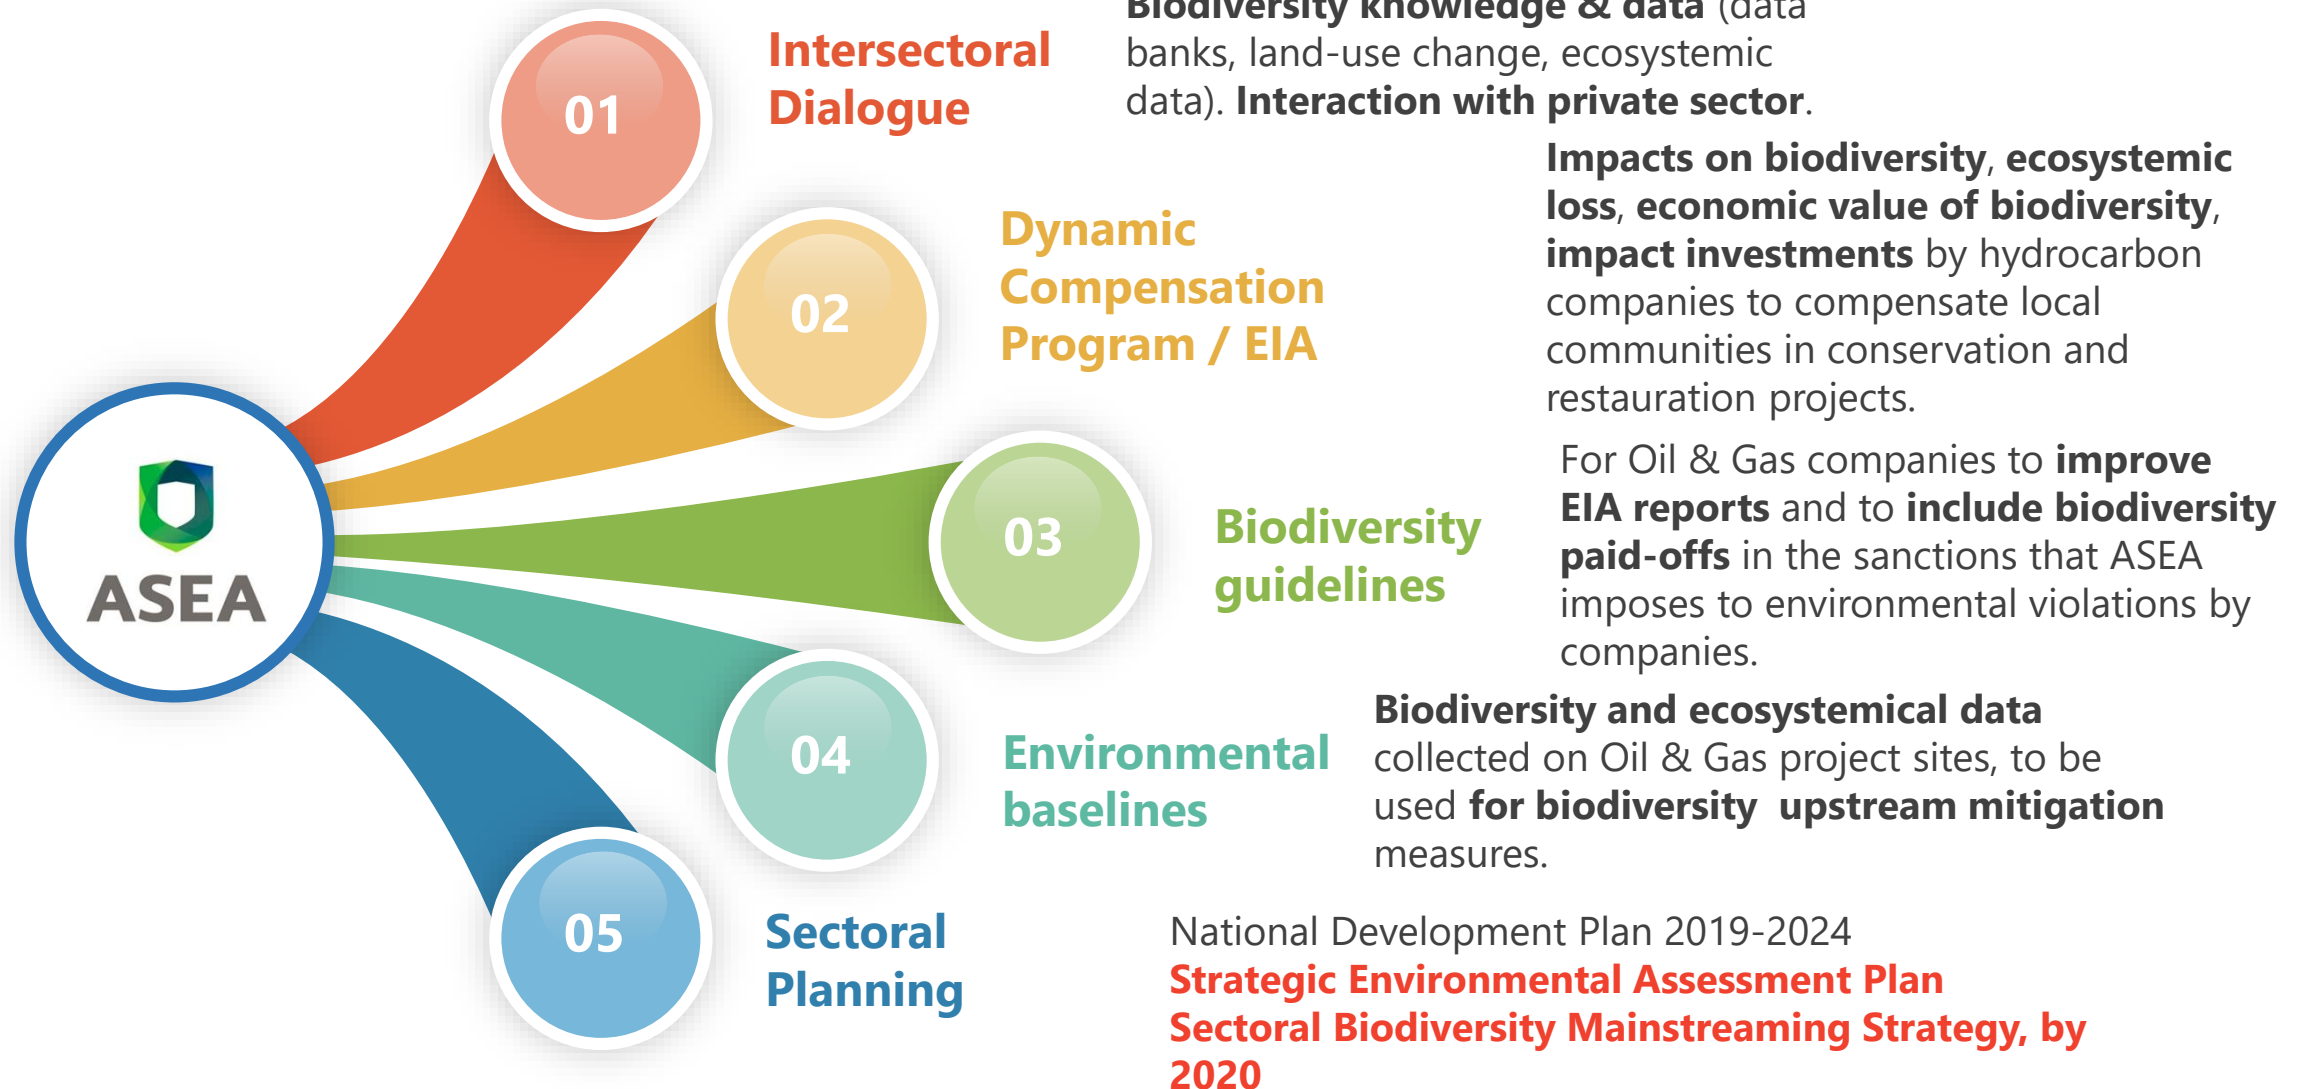 01
Intersectoral
Dialogue
Biodiversity knowledge & data (data
banks, land-use change, ecosystemic
data). Interaction with private sector.
02
Dynamic
Compensation
Program / EIA
Impacts on biodiversity, ecosystemic
loss, economic value of biodiversity,
impact investments by hydrocarbon
companies to compensate local
communities in conservation and
restauration projects.
ASEA
03
Biodiversity
guidelines
For Oil & Gas companies to improve
EIA reports and to include biodiversity
paid-offs in the sanctions that ASEA
imposes to environmental violations by
companies.
04
Environmental
baselines
Biodiversity and ecosystemical data
collected on Oil & Gas project sites, to be
used for biodiversity  upstream mitigation
measures.
05
Sectoral
Planning
National Development Plan 2019-2024
Strategic Environmental Assessment Plan
Sectoral Biodiversity Mainstreaming Strategy, by
2020